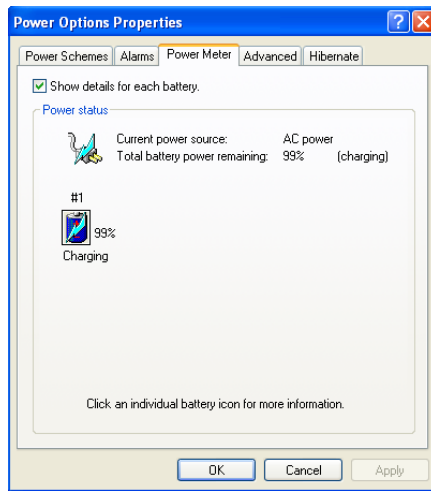 Power Options Properties
Power Schemes Alarms Power Meter Advanced Hibernate
Show details for each battery.
Power status
Current power source: AC power
Total battery power remaining: 99% (charging)
#1
99%
Charging
Click an individual battery icon for more information.
OK Cancel Apply